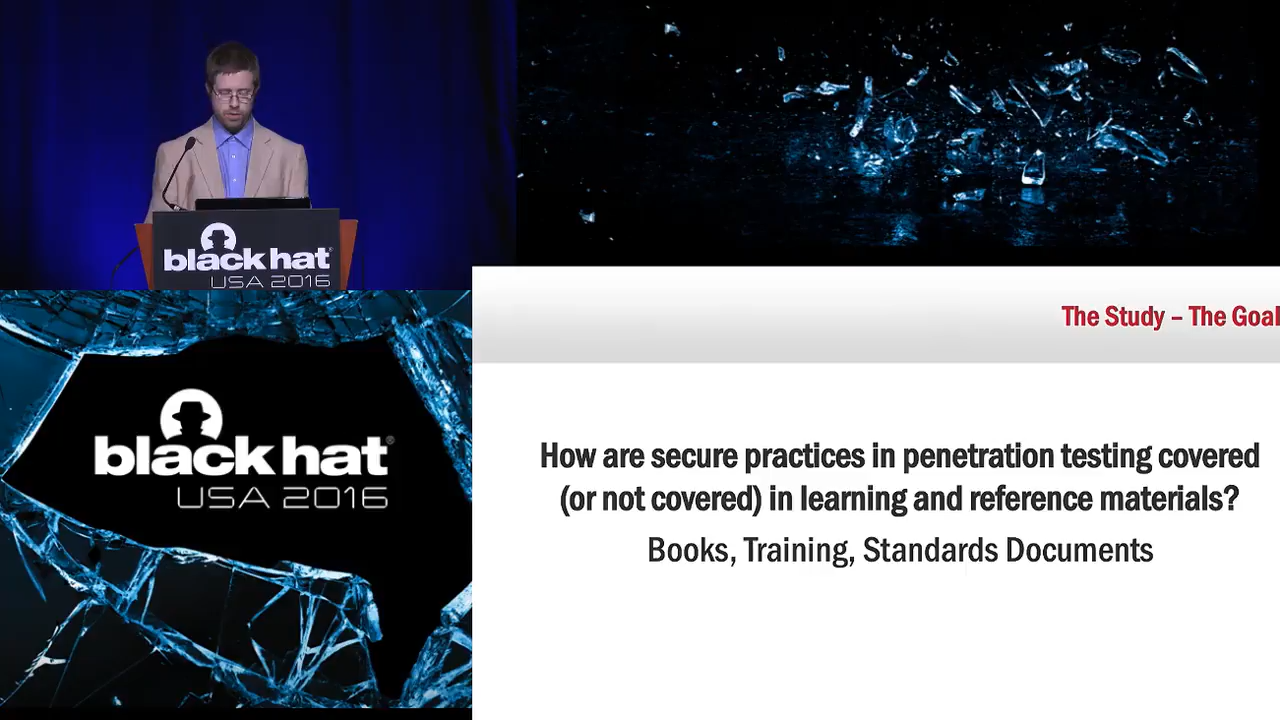 black hat®
USA 2016
black hat®
USA 2016
The Study – The Goal
How are secure practices in penetration testing covered
(or not covered) in learning and reference materials?
Books, Training, Standards Documents